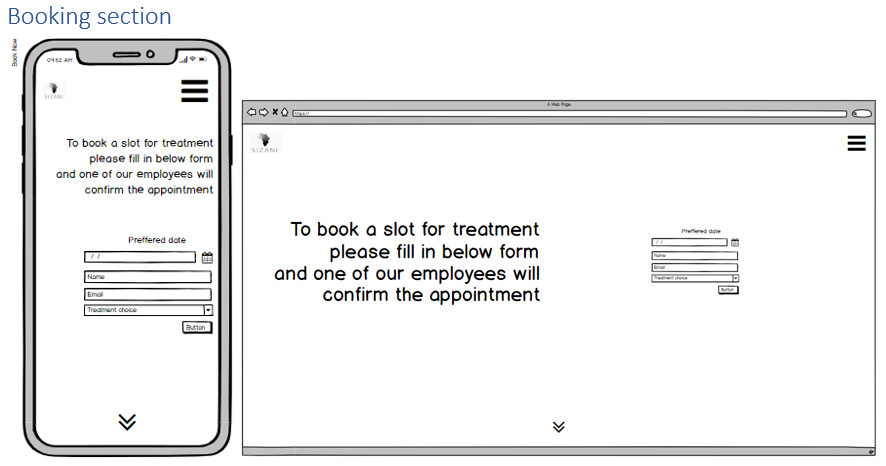 Booking section
Book Now
09:52 AM
SIZANI
To book a slot for treatment
please fill in below form
and one of our employees will
confirm the appointment
Preffered date
/ /
Name
Email
Treatment choice
Button
A Web Page
https://
SIZANI
To book a slot for treatment
please fill in below form
and one of our employees will
confirm the appointment
Preffered date
/ /
Name
Email
Treatment choice
Button